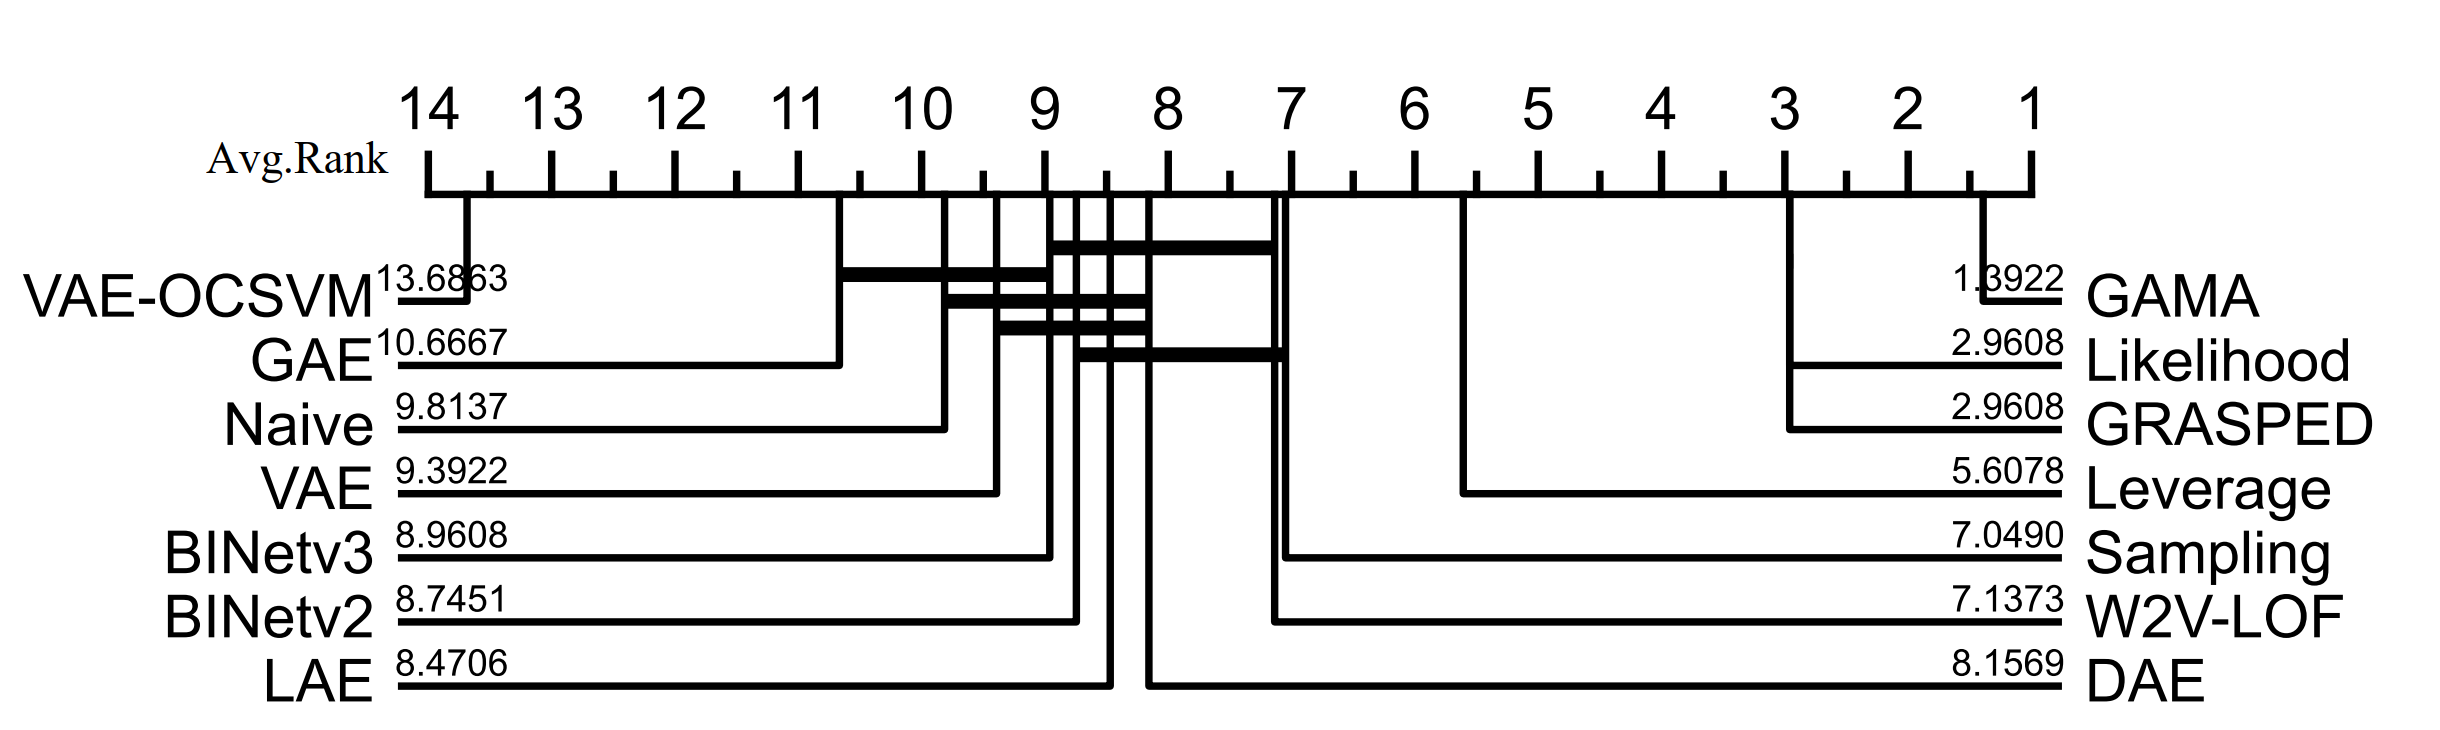 14 13 12 11 10 9 8 7 6 5 4 3 2 1
Avg.Rank
VAE-OCSVM 13.6863
GAE 10.6667
Naive 9.8137
VAE 9.3922
BINetv3 8.9608
BINetv2 8.7451
LAE 8.4706
1.3922 GAMA
2.9608 Likelihood
2.9608 GRASPED
5.6078 Leverage
7.0490 Sampling
7.1373 W2V-LOF
8.1569 DAE